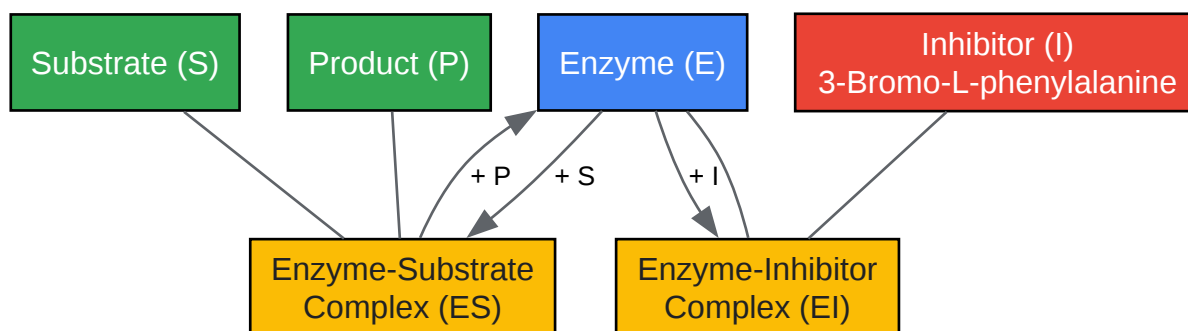 Substrate (S)
Product (P)
Enzyme (E)
Inhibitor (I)
3-Bromo-L-phenylalanine
+ P
+ S
+ I
Enzyme-Substrate
Complex (ES)
Enzyme-Inhibitor
Complex (EI)